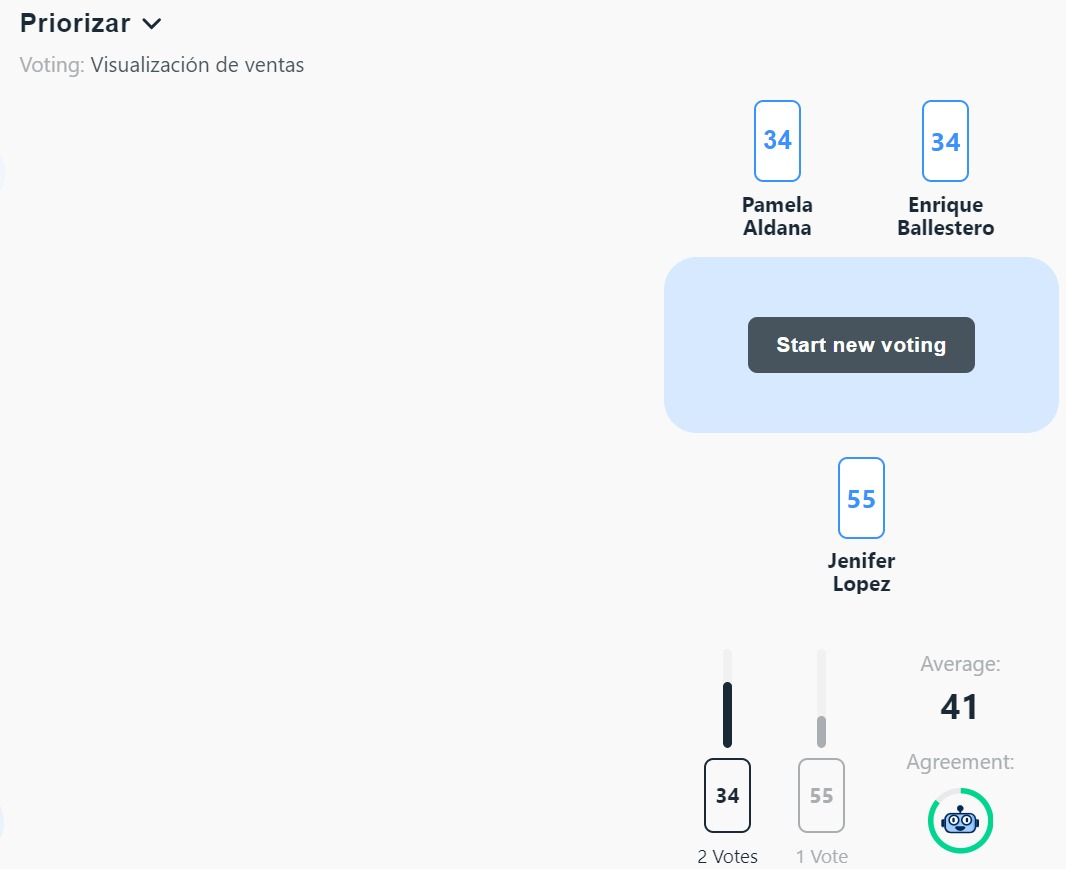 Priorizar
Voting: Visualización de ventas
34
34
Pamela
Aldana
Enrique
Ballestero
Start new voting
55
Jenifer
Lopez
Average:
41
Agreement:
34
55
2 Votes
1 Vote